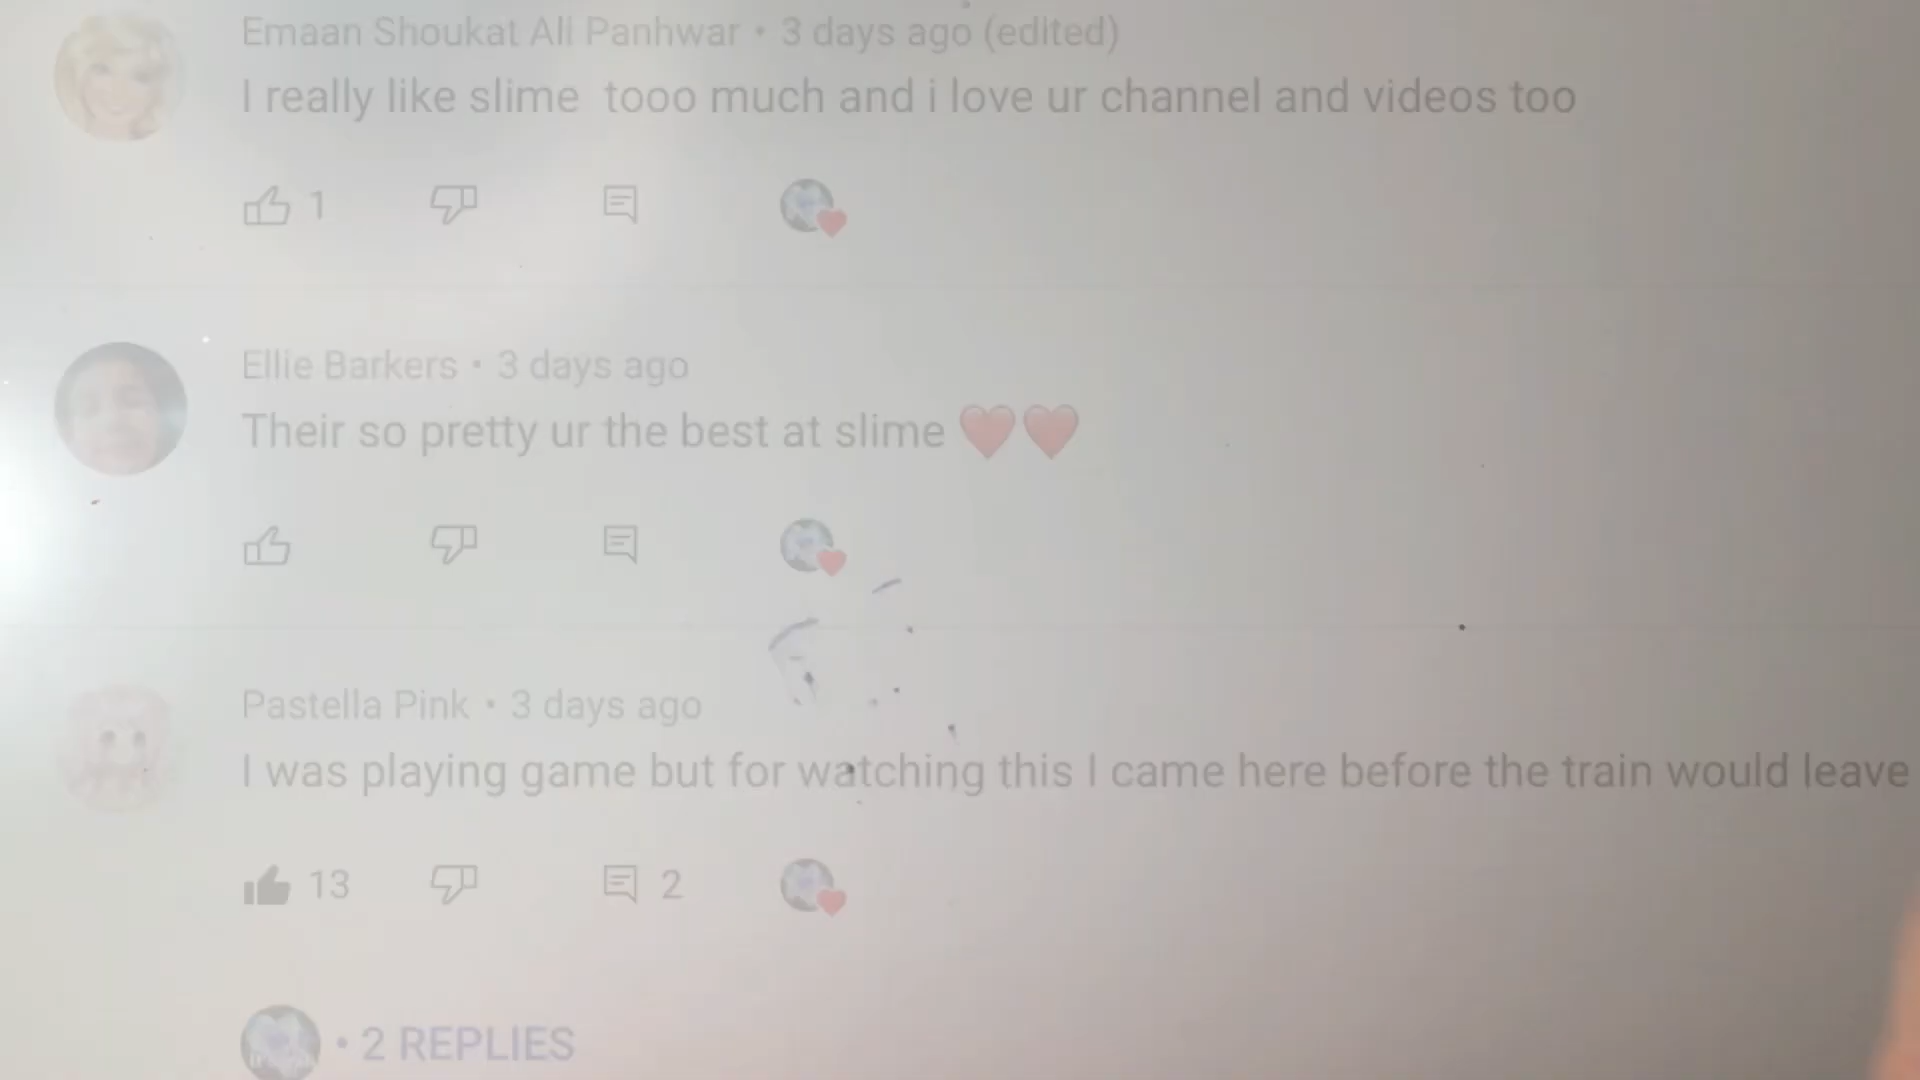 Emaan Shoukat Ali Panhwar • 3 days ago (edited)
I really like slime  tooo much and i love ur channel and videos too
1
Ellie Barkers • 3 days ago
Their so pretty ur the best at slime ❤️❤️
Pastella Pink • 3 days ago
I was playing game but for watching this I came here before the train would leave
13 2
• 2 REPLIES